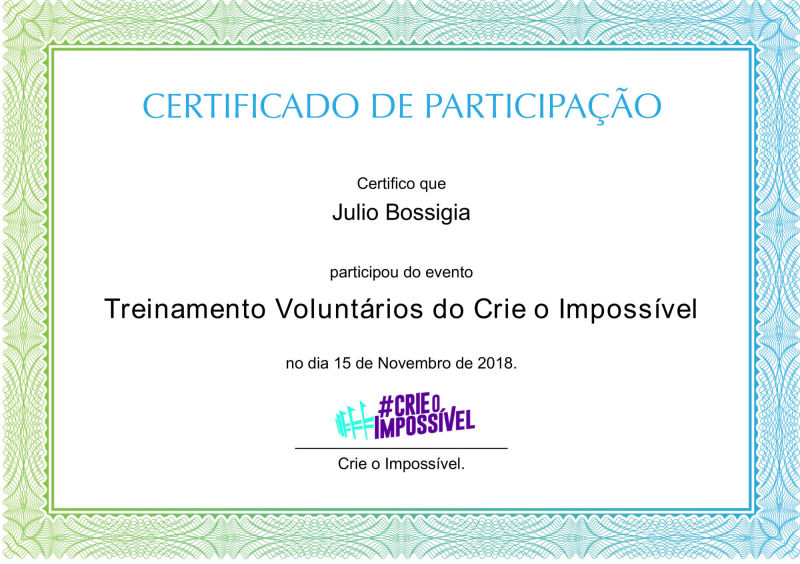 CERTIFICADO DE PARTICIPAÇÃO
Certifico que
Julio Bossigia
participou do evento
Treinamento Voluntários do Crie o Impossível
no dia 15 de Novembro de 2018.
#CRIE O
IMPOSSÍVEL
Crie o Impossível.